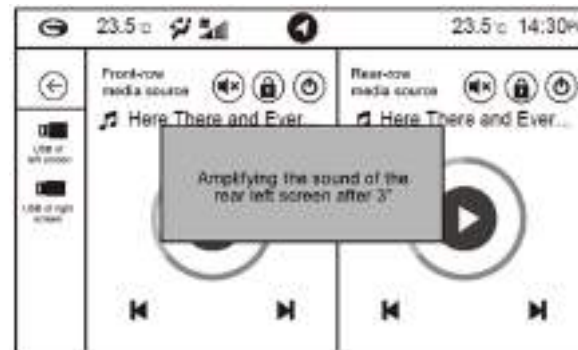 23.5
23.5 14:30
Front-row
media source
Rear-row
media source
Here There and Ever...
Here There and Ever...
USB of
left screen
USB of right
screen
Amplifying the sound of the
rear left screen after 3"